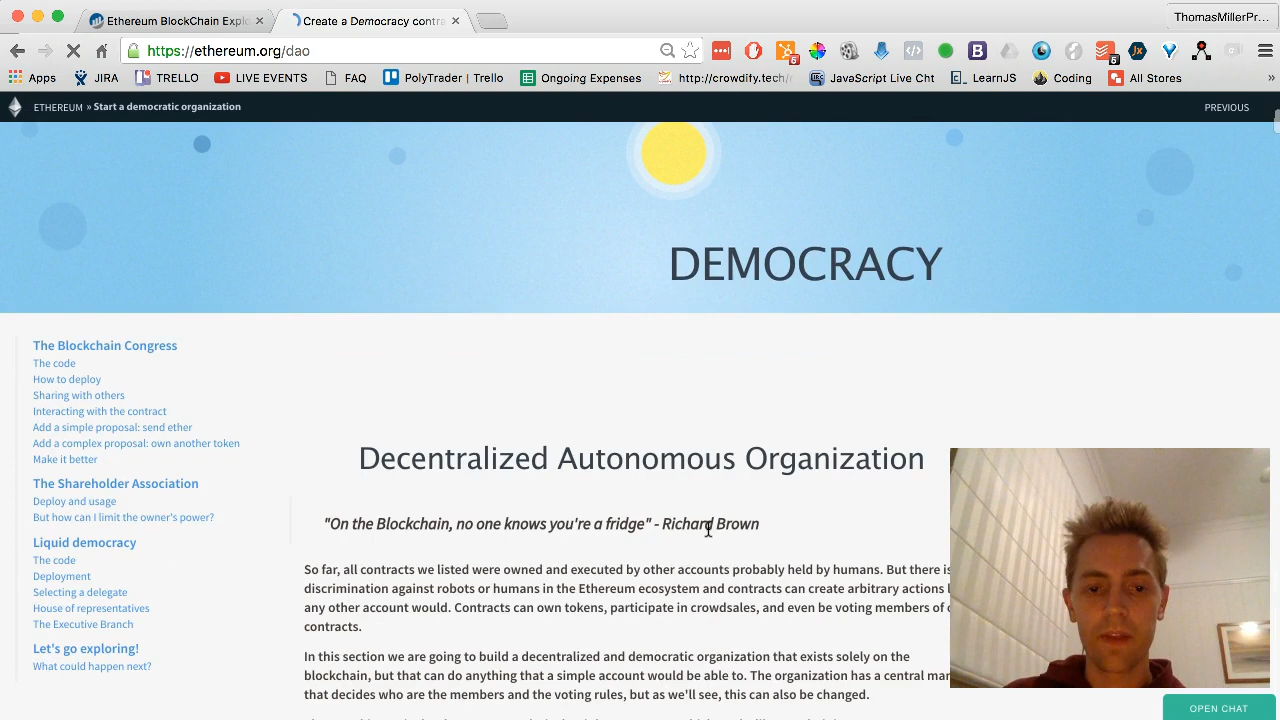 Ethereum BlockChain Explo
Create a Democracy contra
ThomasMillerPr...
https://ethereum.org/dao
Apps
JIRA
TRELLO
LIVE EVENTS
FAQ
PolyTester | Trello
Ongoing Expenses
http://crowdify.tech/
JavaScript Live Cht
LearnJS
Coding
All Stores
»
ETHEREUM » Start a democratic organization
PREVIOUS
DEMOCRACY
The Blockchain Congress
The code
How to deploy
Sharing with others
Interacting with the contract
Add a simple proposal: send ether
Add a complex proposal: own another token
Make it better
The Shareholder Association
Deploy and usage
But how can I limit the owner's power?
Liquid democracy
The code
Deployment
Selecting a delegate
House of representatives
The Executive Branch
Let's go exploring!
What could happen next?
Decentralized Autonomous Organization
"On the Blockchain, no one knows you're a fridge" - Richard Brown
So far, all contracts we listed were owned and executed by other accounts probably held by humans. But there is
discrimination against robots or humans in the Ethereum ecosystem and contracts can create arbitrary actions
any other account would. Contracts can own tokens, participate in crowdsales, and even be voting members of
contracts.
In this section we are going to build a decentralized and democratic organization that exists solely on the
blockchain, but that can do anything that a simple account would be able to. The organization has a central
that decides who are the members and the voting rules, but as we'll see, this can also be changed.
OPEN CHAT